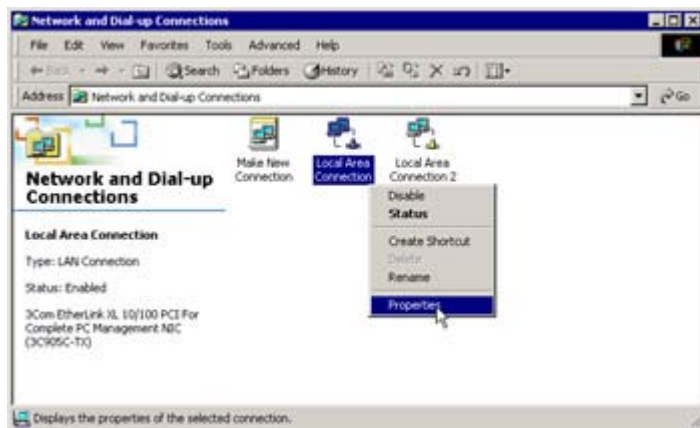 Network and Dial-up Connections
File Edit View Favorites Tools Advanced Help
Back Search Folders History
Address Network and Dial-up Connections Go
Make New Connection
Local Area Connection
Local Area Connection 2
Network and Dial-up
Connections
Disable
Status
Local Area Connection
Create Shortcut
Type: LAN Connection
Delete
Rename
Status: Enabled
Properties
3Com EtherLink XL 10/100 PCI For
Complete PC Management NIC
(3C905C-TX)
Displays the properties of the selected connection.